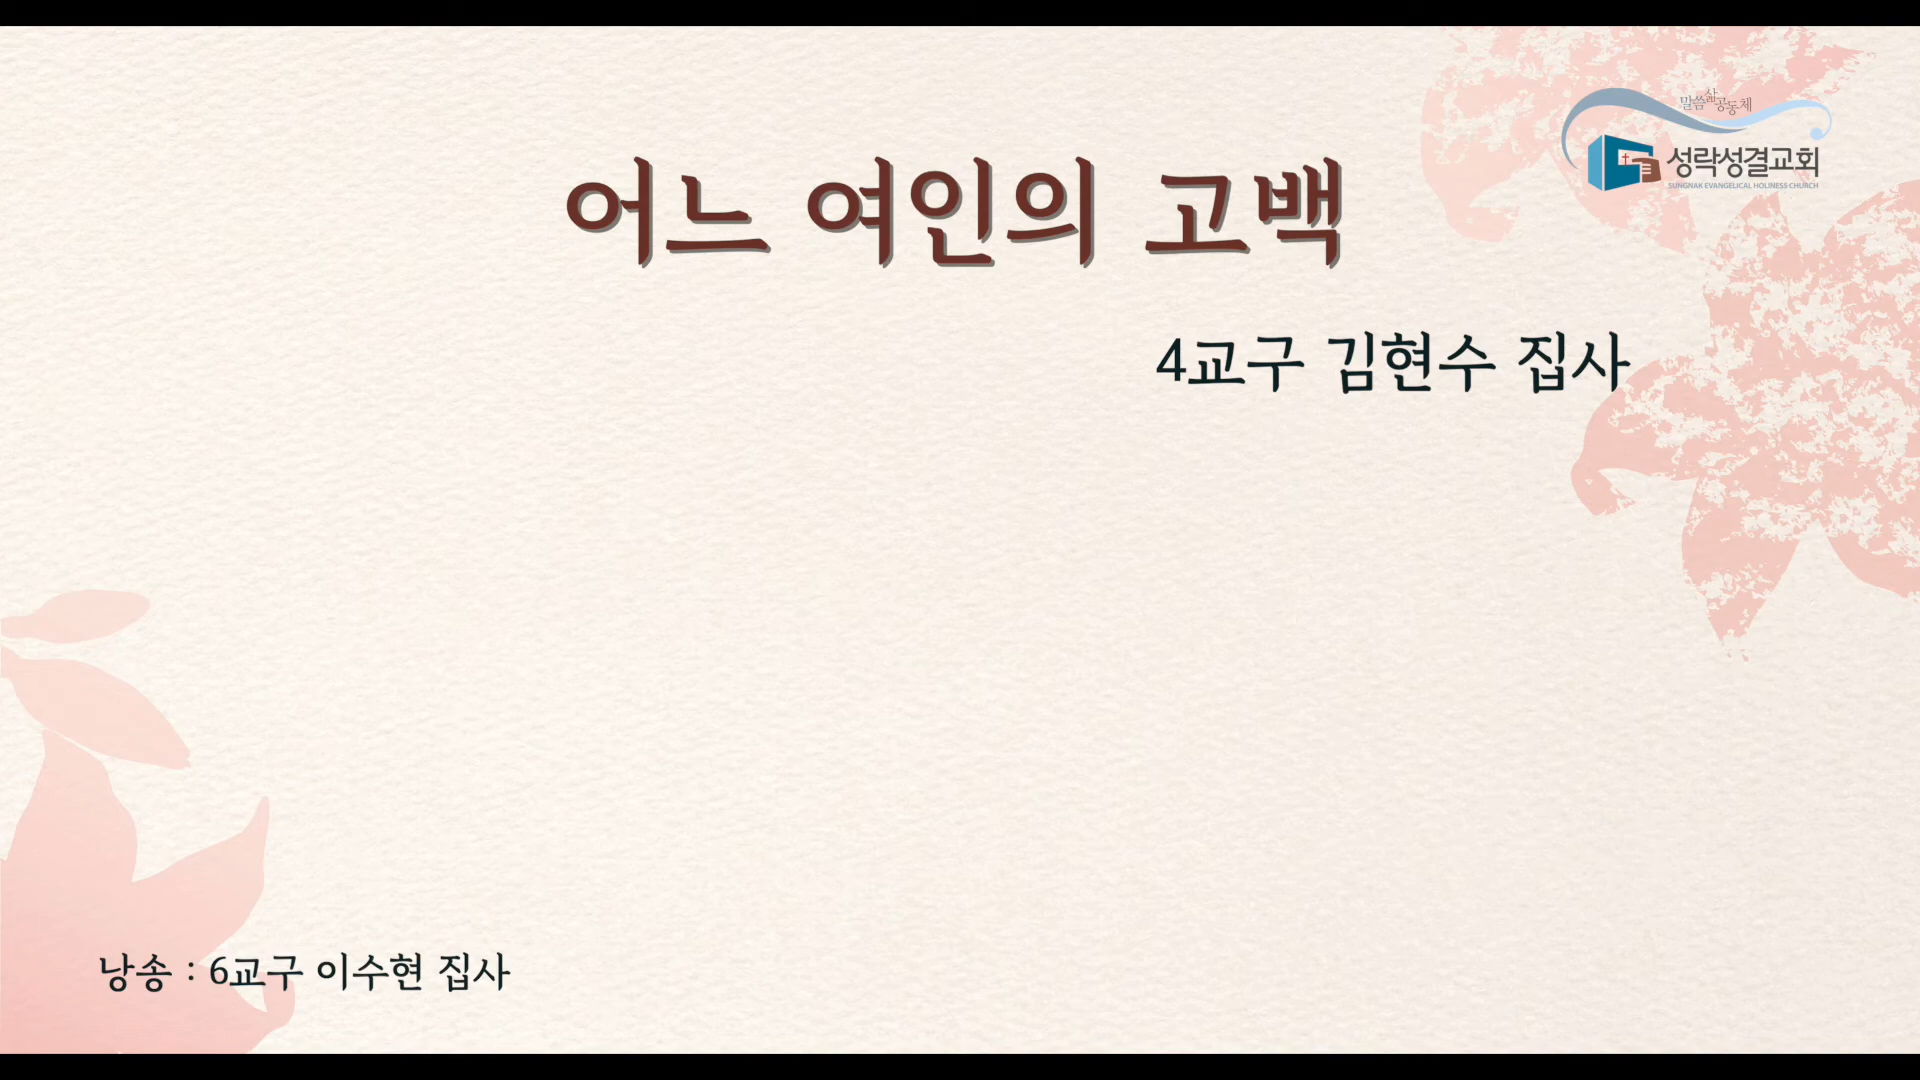 말씀삶공동체
성락성결교회
SUNGNAK EVANGELICAL HOLINESS CHURCH
어느 여인의 고백
4교구 김현수 집사
낭송 : 6교구 이수현 집사